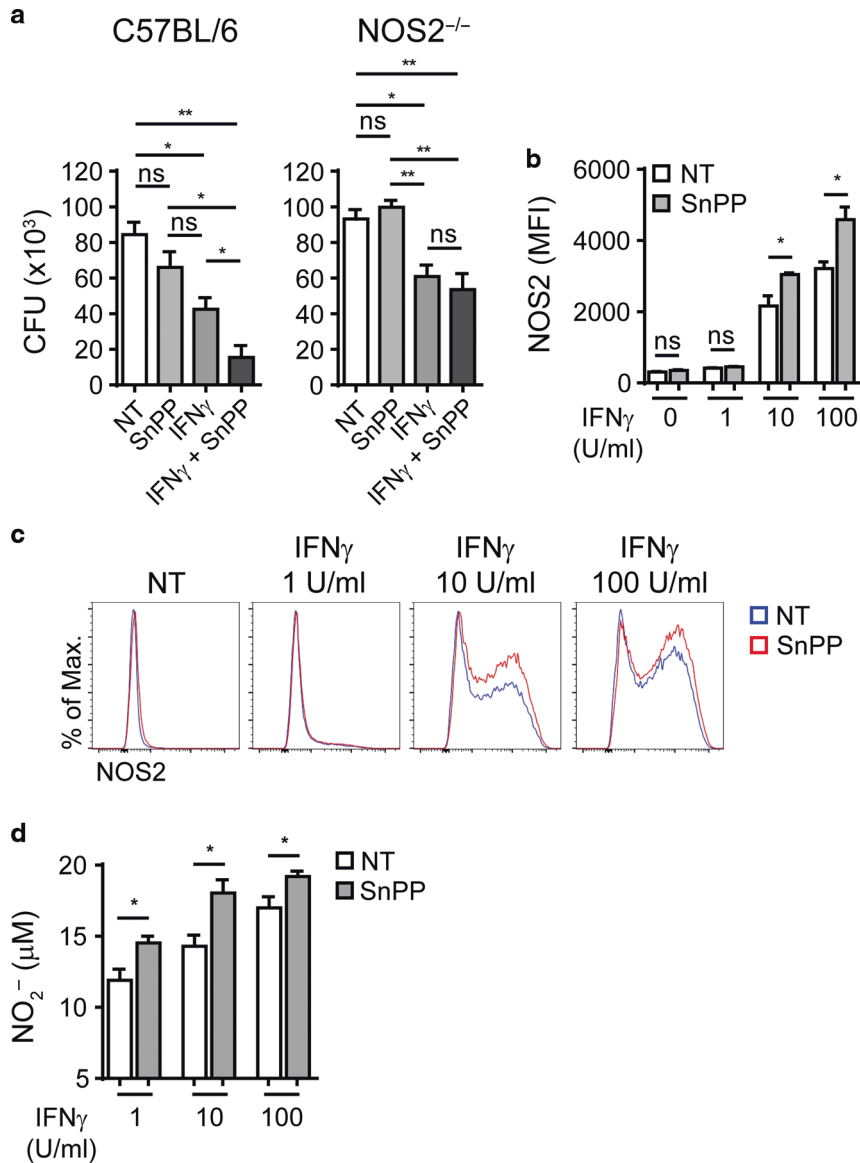 a
C57BL/6
NOS2–/–
**
*
ns
*
ns
*
**
*
ns
**
**
ns
CFU (x10³)
120
100
80
60
40
20
0
NT
SnPP
IFNγ
IFNγ + SnPP
120
100
80
60
40
20
0
NT
SnPP
IFNγ
IFNγ + SnPP
b
NOS2 (MFI)
6000
4000
2000
0
NT
SnPP
ns
ns
*
*
IFNγ
(U/ml)
0
1
10
100
c
NT
IFNγ
1 U/ml
IFNγ
10 U/ml
IFNγ
100 U/ml
% of Max.
NOS2
NT
SnPP
d
NO₂⁻ (μM)
20
15
10
5
*
*
*
NT
SnPP
IFNγ
(U/ml)
1
10
100